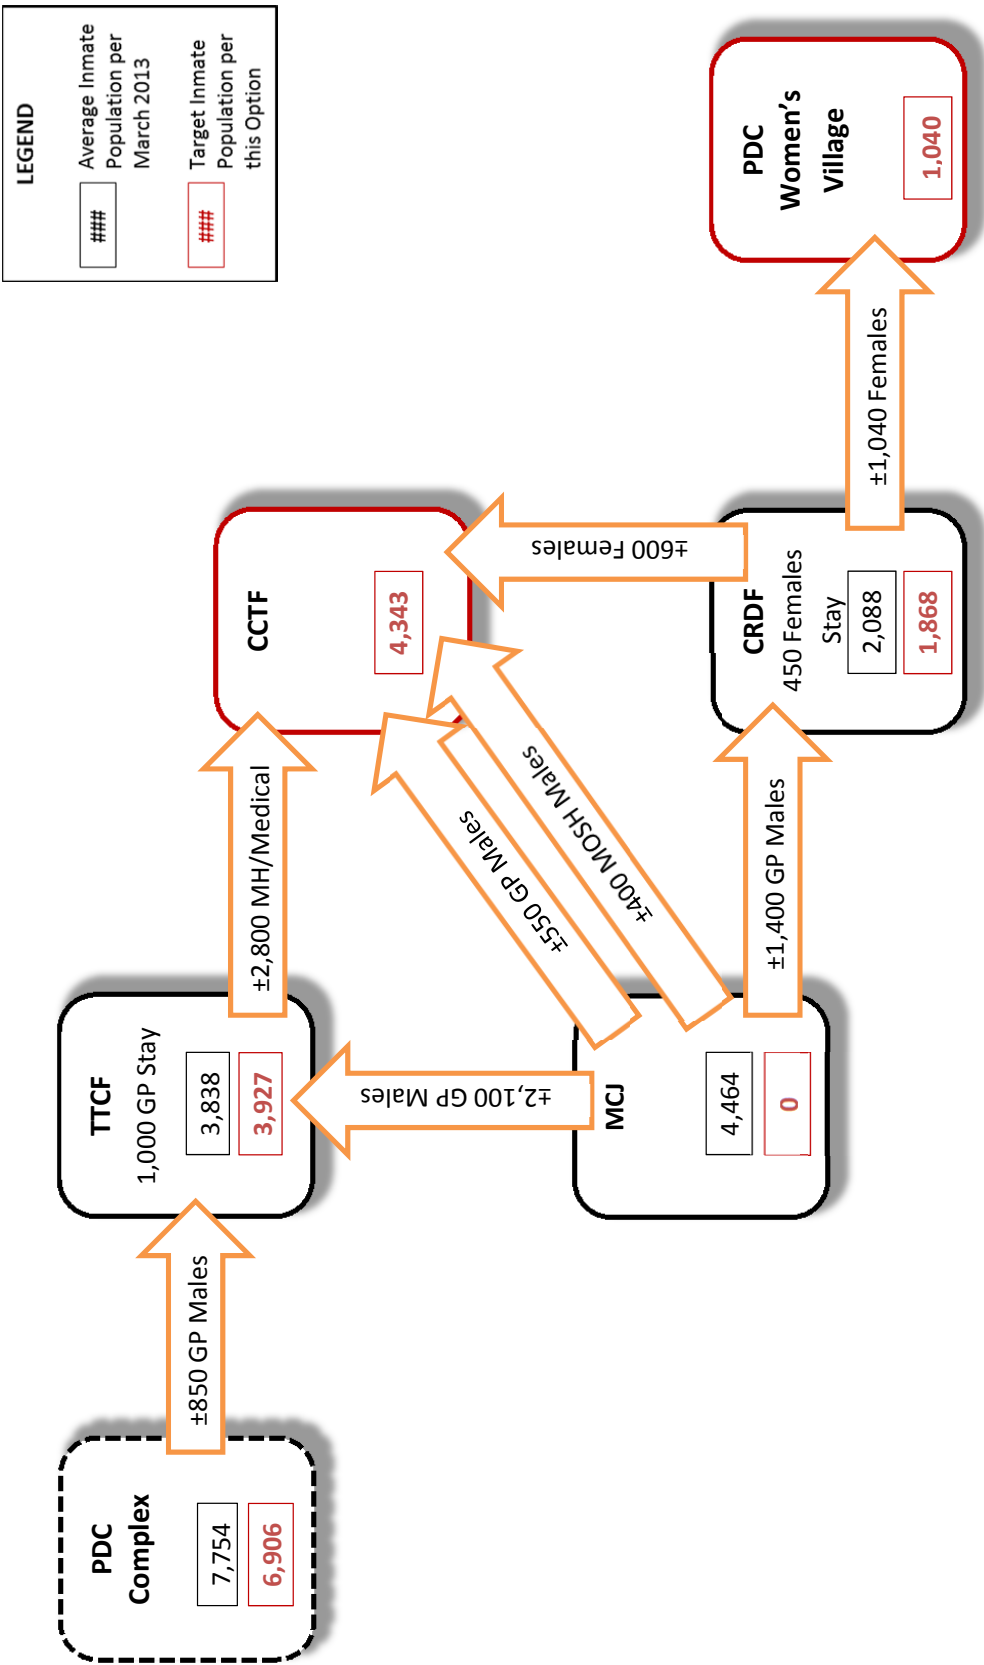 LEGEND
###
Average Inmate
Population per
March 2013
###
Target Inmate
Population per
this Option
PDC
Complex
7,754
6,906
±850 GP Males
TTCF
1,000 GP Stay
3,838
3,927
±2,800 MH/Medical
CCTF
4,343
±2,100 GP Males
±550 GP Males
±400 MOSH Males
±600 Females
MCJ
4,464
0
±1,400 GP Males
CRDF
450 Females
Stay
2,088
1,868
±1,040 Females
PDC
Women's
Village
1,040